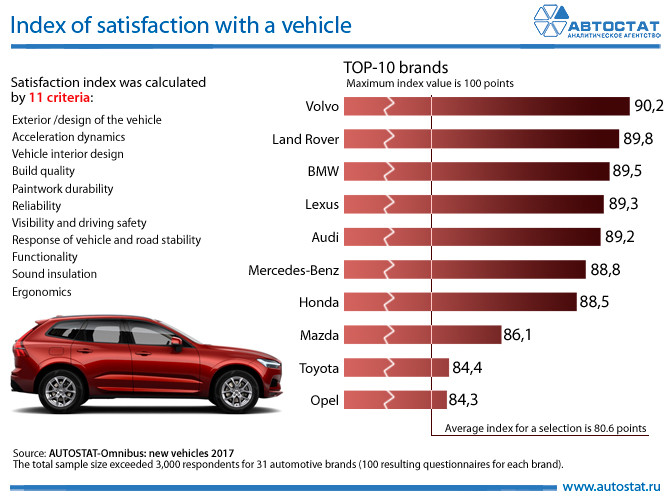 Index of satisfaction with a vehicle
АВТОСТАТ
АНАЛИТИЧЕСКОЕ АГЕНТСТВО
Satisfaction index was calculated
by 11 criteria:
Exterior /design of the vehicle
Acceleration dynamics
Vehicle interior design
Build quality
Paintwork durability
Reliability
Visibility and driving safety
Response of vehicle and road stability
Functionality
Sound insulation
Ergonomics
TOP-10 brands
Maximum index value is 100 points
Volvo 90,2
Land Rover 89,8
BMW 89,5
Lexus 89,3
Audi 89,2
Mercedes-Benz 88,8
Honda 88,5
Mazda 86,1
Toyota 84,4
Opel 84,3
Average index for a selection is 80.6 points
Source: AUTOSTAT-Omnibus: new vehicles 2017
The total sample size exceeded 3,000 respondents for 31 automotive brands (100 resulting questionnaires for each brand).
www.autostat.ru